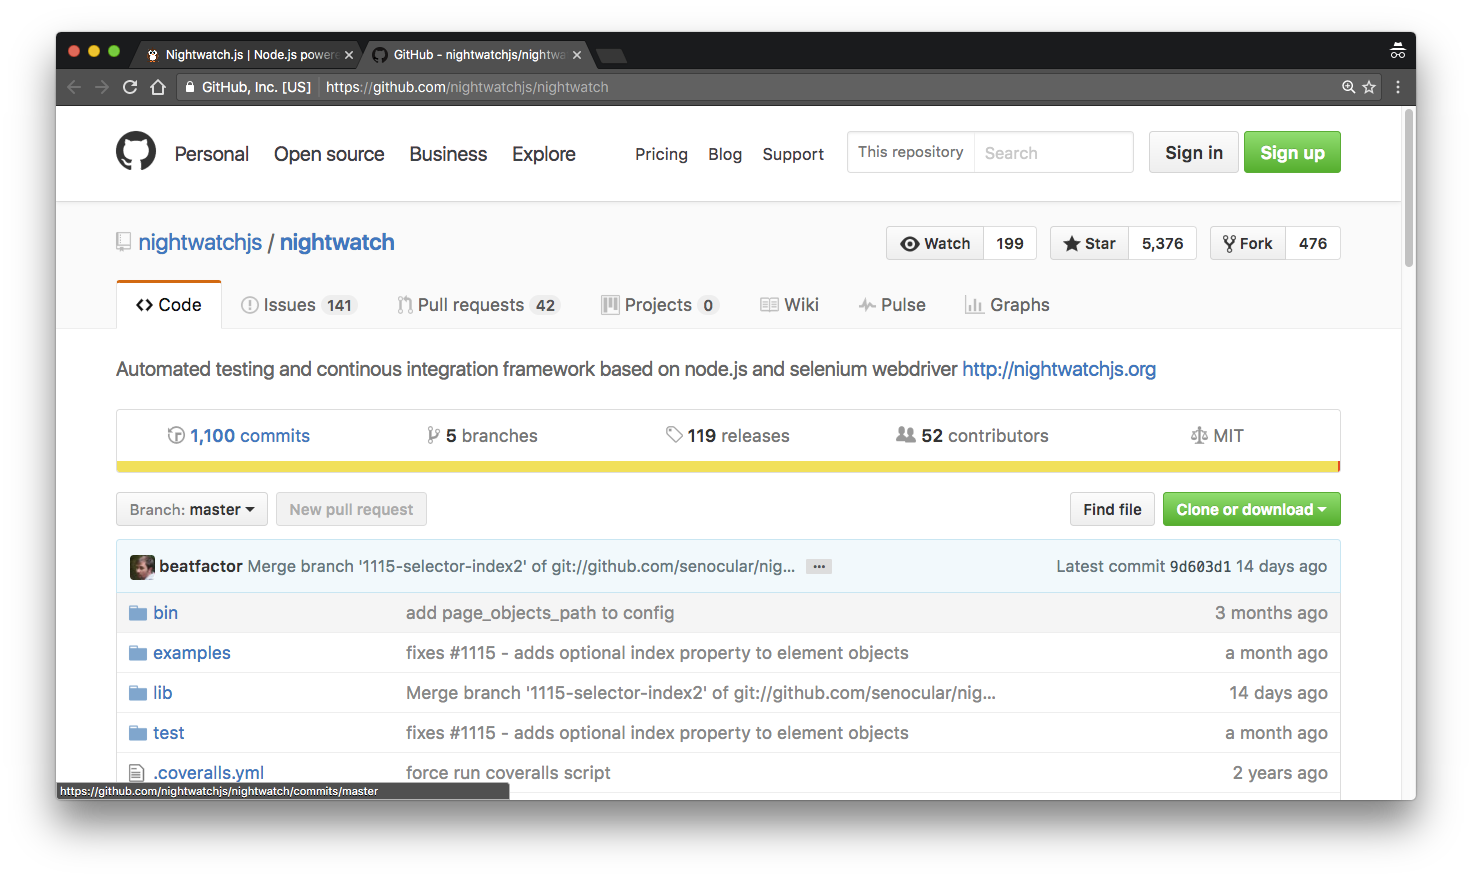 Nightwatch.js | Node.js powere
GitHub - nightwatchjs/nightwa
GitHub, Inc. [US] https://github.com/nightwatchjs/nightwatch
Personal Open source Business Explore Pricing Blog Support This repository Search Sign in Sign up
nightwatchjs / nightwatch Watch 199 Star 5,376 Fork 476
Code Issues 141 Pull requests 42 Projects 0 Wiki Pulse Graphs
Automated testing and continous integration framework based on node.js and selenium webdriver http://nightwatchjs.org
1,100 commits 5 branches 119 releases 52 contributors MIT
Branch: master New pull request Find file Clone or download
beatfactor Merge branch '1115-selector-index2' of git://github.com/senocular/nig... ... Latest commit 9d603d1 14 days ago
bin add page_objects_path to config 3 months ago
examples fixes #1115 - adds optional index property to element objects a month ago
lib Merge branch '1115-selector-index2' of git://github.com/senocular/nig... 14 days ago
test fixes #1115 - adds optional index property to element objects a month ago
.coveralls.yml force run coveralls script 2 years ago
https://github.com/nightwatchjs/nightwatch/commits/master